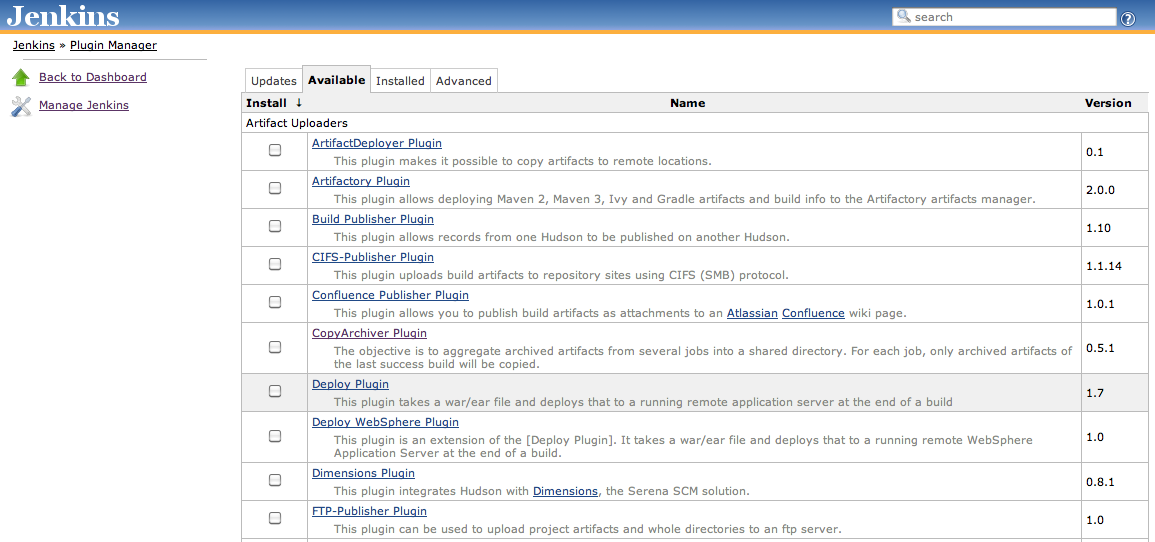 Jenkins
search
?
Jenkins » Plugin Manager
Back to Dashboard
Manage Jenkins
Updates Available Installed Advanced
Install ↓ Name Version
Artifact Uploaders
ArtifactDeployer Plugin
This plugin makes it possible to copy artifacts to remote locations.
0.1
Artifactory Plugin
This plugin allows deploying Maven 2, Maven 3, Ivy and Gradle artifacts and build info to the Artifactory artifacts manager.
2.0.0
Build Publisher Plugin
This plugin allows records from one Hudson to be published on another Hudson.
1.10
CIFS-Publisher Plugin
This plugin uploads build artifacts to repository sites using CIFS (SMB) protocol.
1.1.14
Confluence Publisher Plugin
This plugin allows you to publish build artifacts as attachments to an Atlassian Confluence wiki page.
1.0.1
CopyArchiver Plugin
The objective is to aggregate archived artifacts from several jobs into a shared directory. For each job, only archived artifacts of
the last success build will be copied.
0.5.1
Deploy Plugin
This plugin takes a war/ear file and deploys that to a running remote application server at the end of a build
1.7
Deploy WebSphere Plugin
This plugin is an extension of the [Deploy Plugin]. It takes a war/ear file and deploys that to a running remote WebSphere
Application Server at the end of a build.
1.0
Dimensions Plugin
This plugin integrates Hudson with Dimensions, the Serena SCM solution.
0.8.1
FTP-Publisher Plugin
This plugin can be used to upload project artifacts and whole directories to an ftp server.
1.0